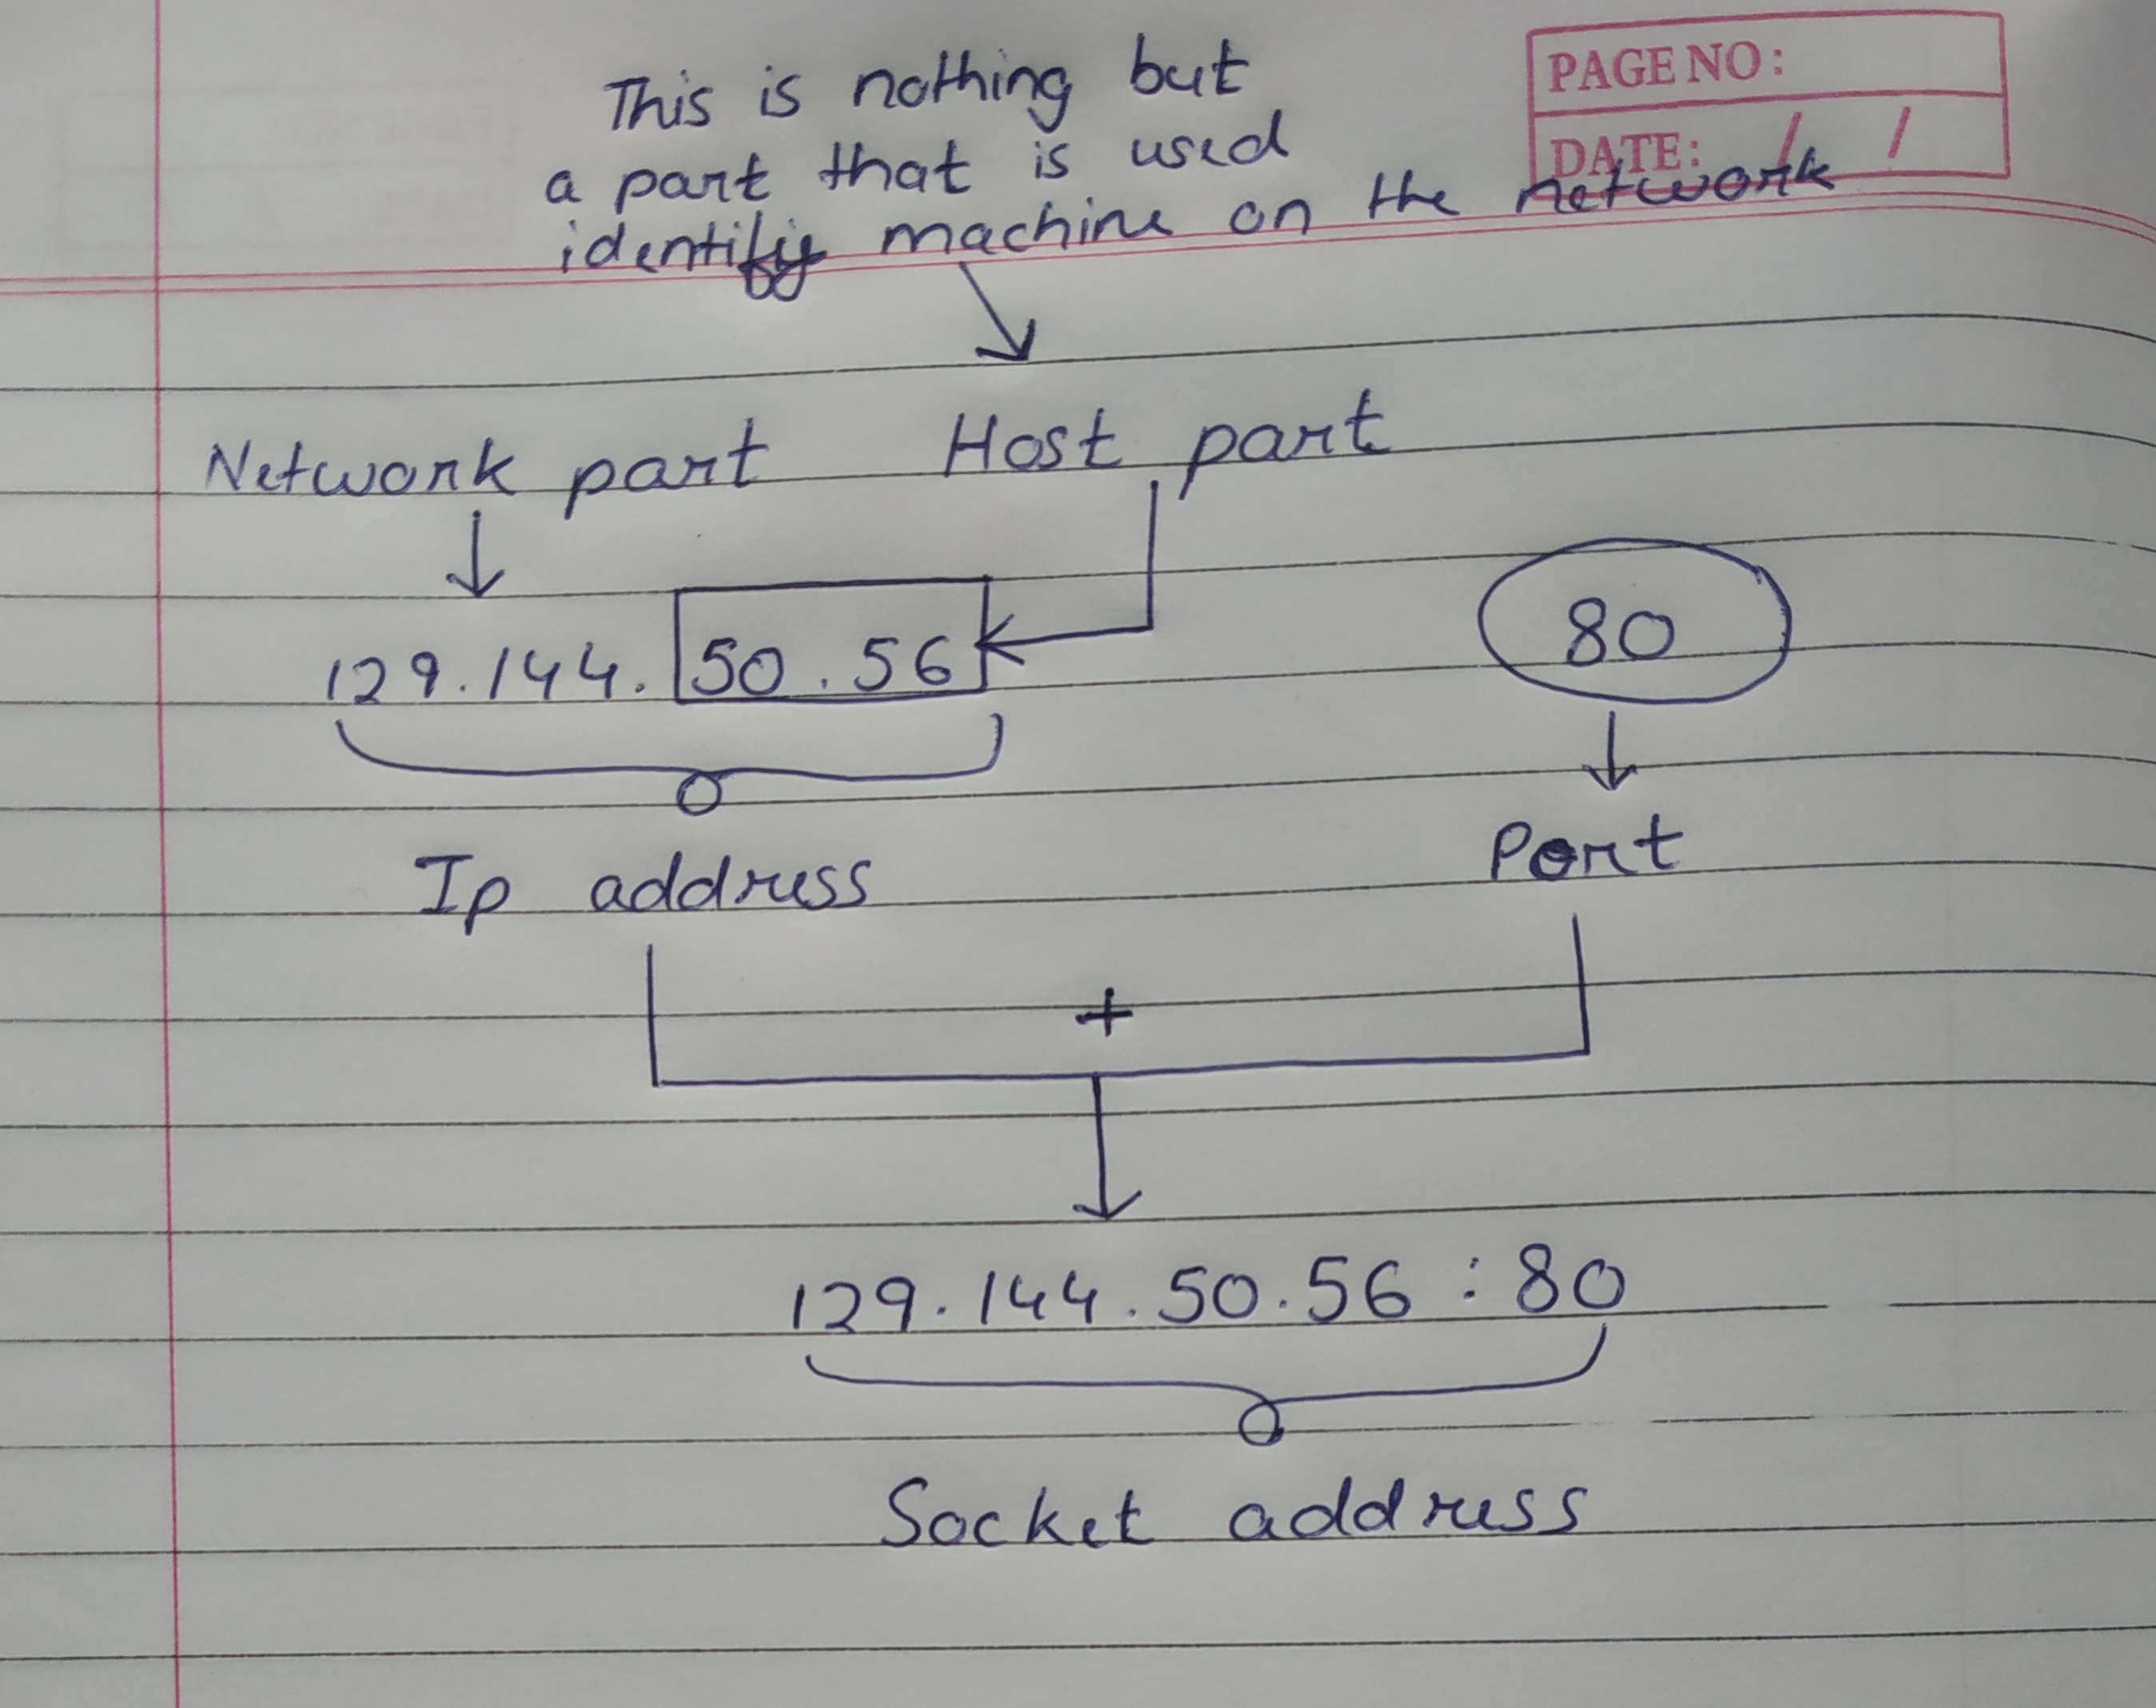 PAGE NO:
DATE: / /
This is nothing but
a part that is used
identify machine on the network
Network part Host part
129.144. 50.56
80
Ip address
Port
+
129.144.50.56 : 80
Socket address